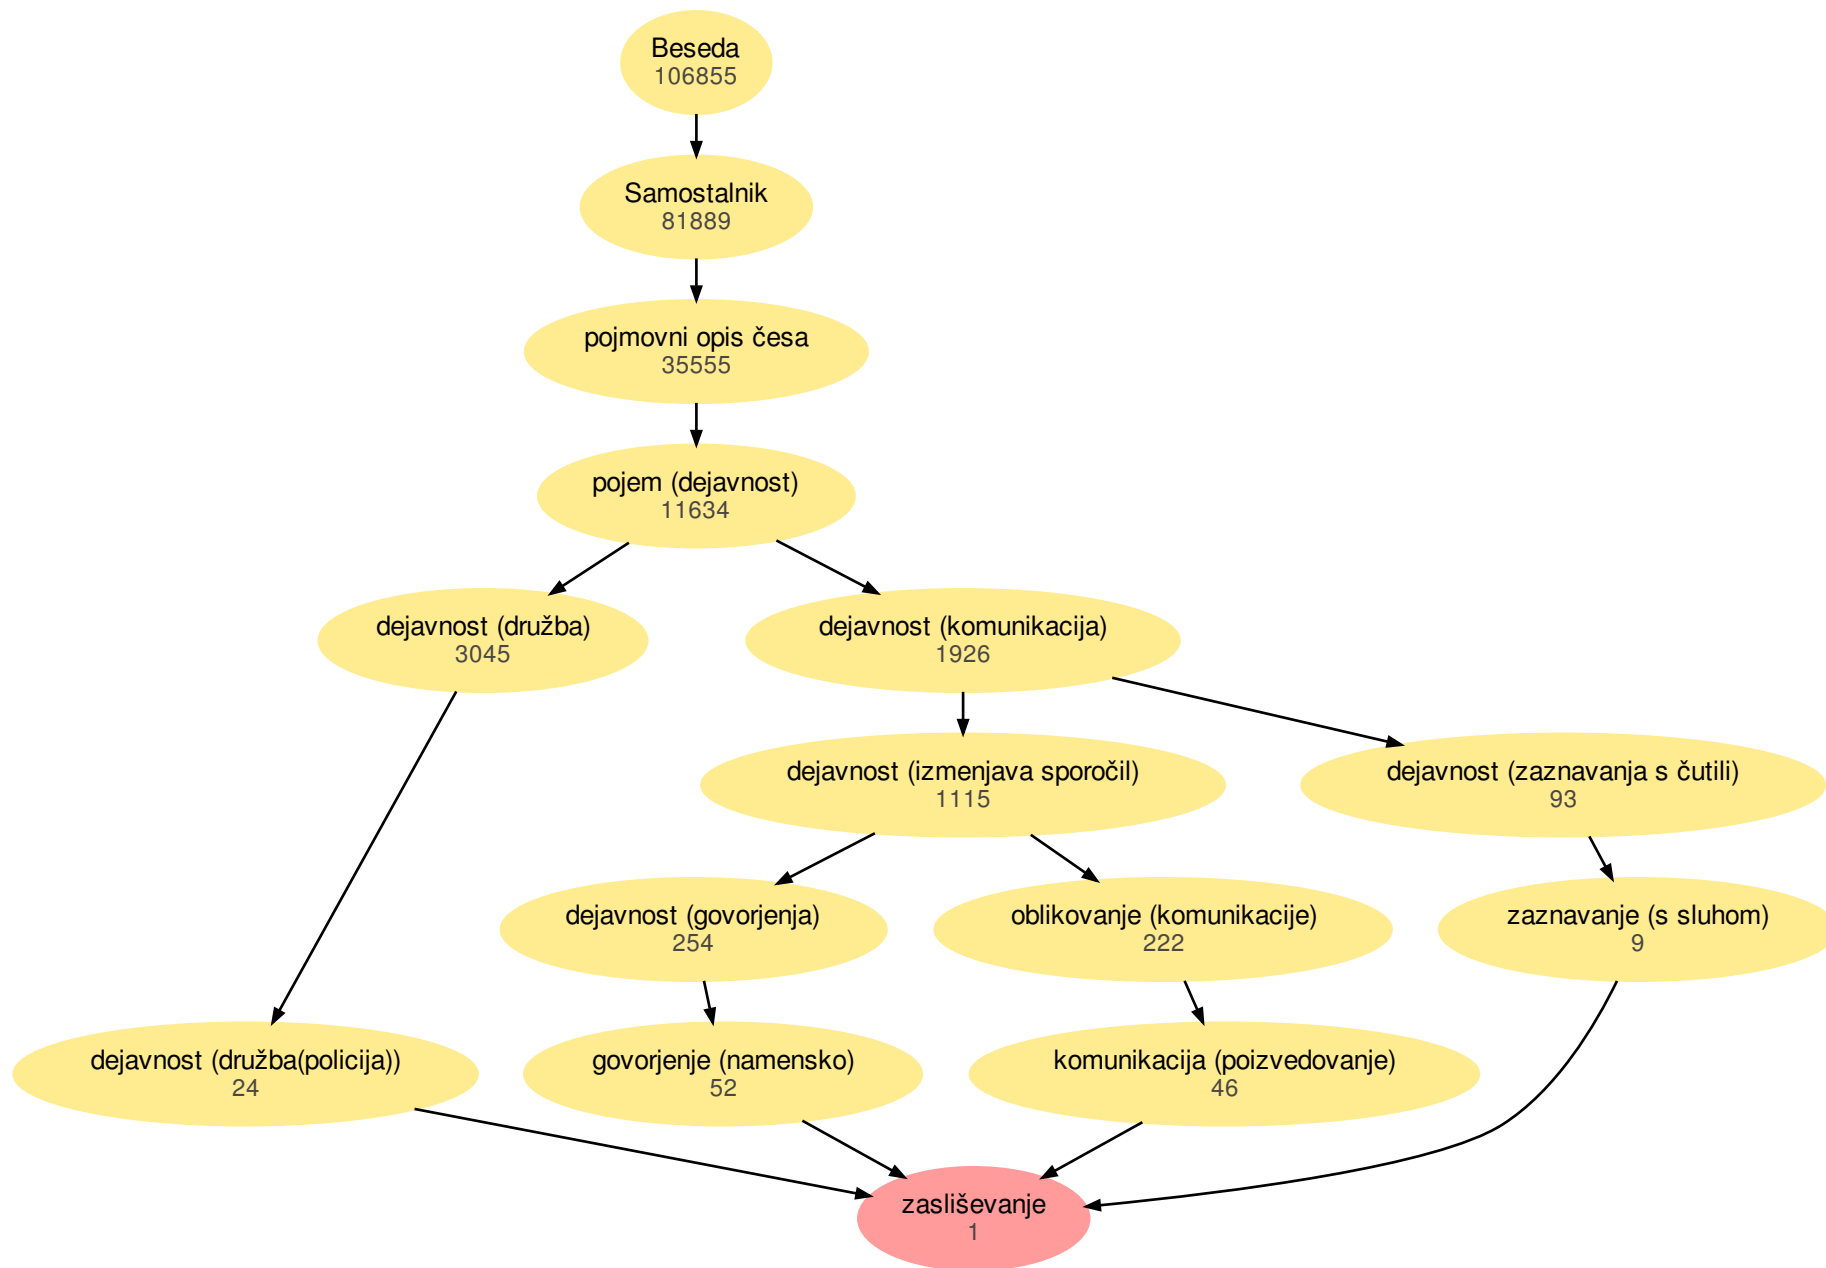 Beseda
106855
Samostalnik
81889
pojmovni opis česa
35555
pojem (dejavnost)
11634
dejavnost (družba)
3045
dejavnost (komunikacija)
1926
dejavnost (izmenjava sporočil)
1115
dejavnost (zaznavanja s čutili)
93
dejavnost (govorjenja)
254
oblikovanje (komunikacije)
222
zaznavanje (s sluhom)
9
dejavnost (družba(policija))
24
govorjenje (namensko)
52
komunikacija (poizvedovanje)
46
zasliševanje
1